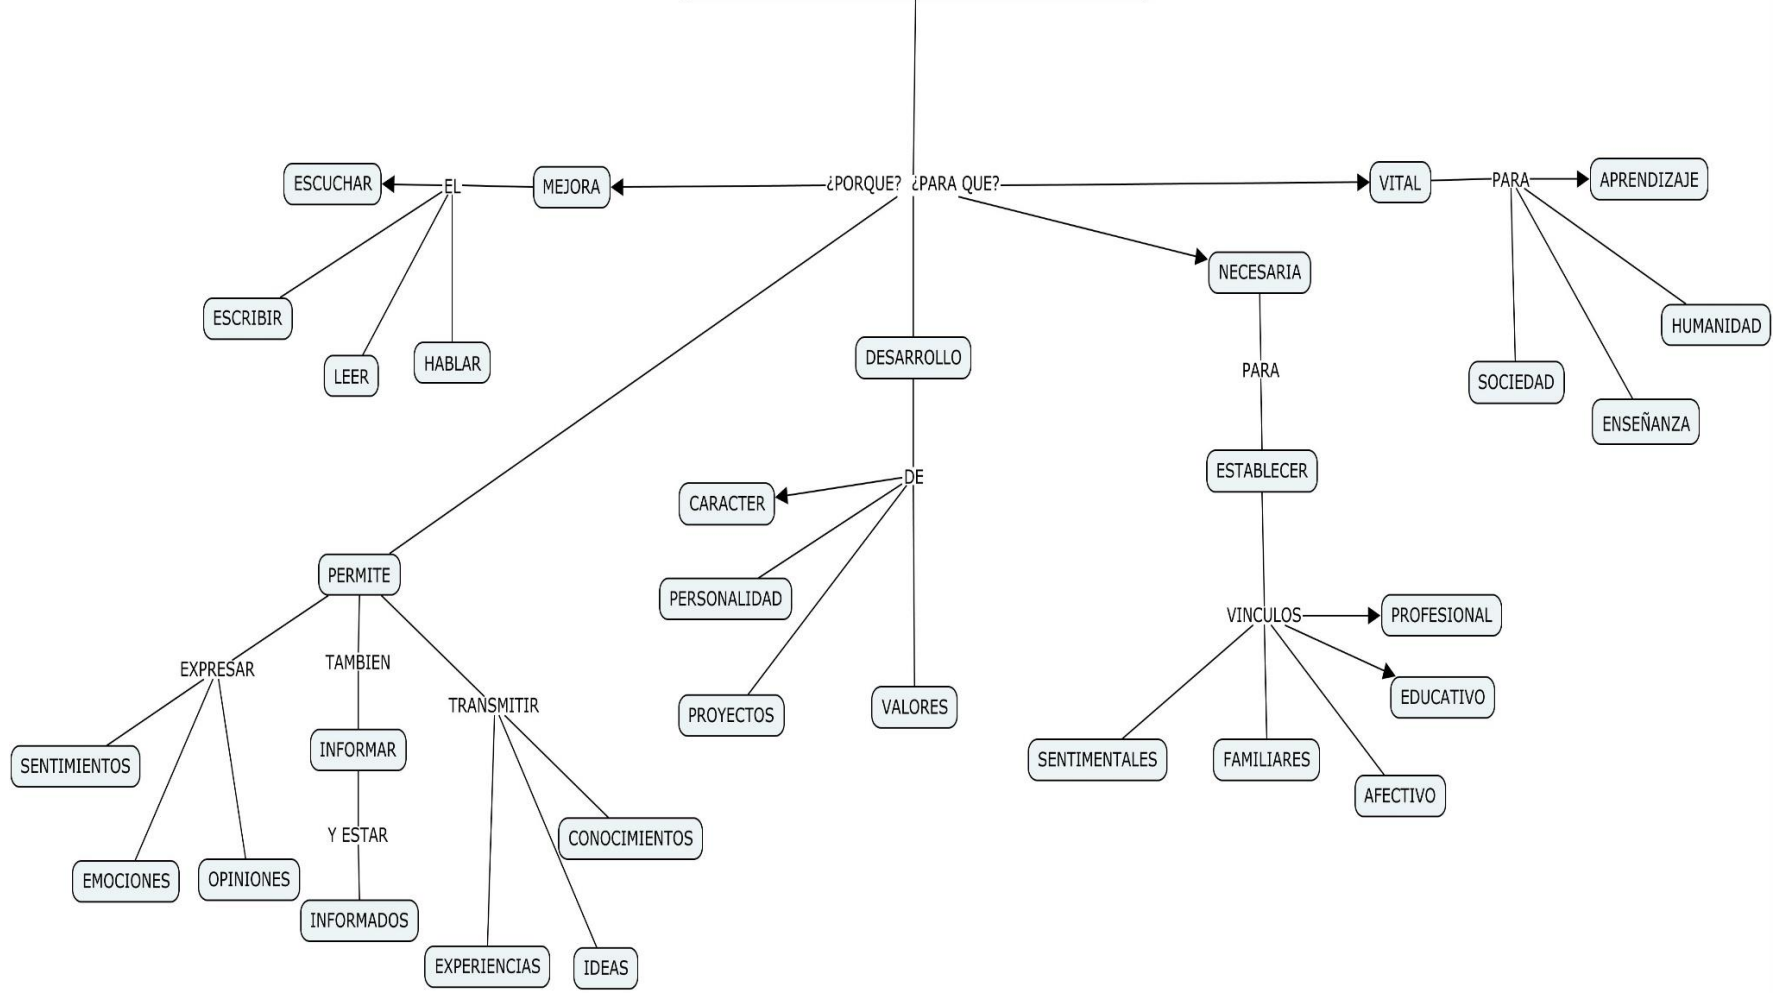 ¿PORQUE? ¿PARA QUE?
MEJORA
EL
ESCUCHAR
ESCRIBIR
LEER
HABLAR
PERMITE
EXPRESAR
SENTIMIENTOS
EMOCIONES
OPINIONES
TAMBIEN
INFORMAR
Y ESTAR
INFORMADOS
TRANSMITIR
EXPERIENCIAS
IDEAS
CONOCIMIENTOS
DESARROLLO
DE
CARACTER
PERSONALIDAD
PROYECTOS
VALORES
NECESARIA
PARA
ESTABLECER
VINCULOS
SENTIMENTALES
FAMILIARES
AFECTIVO
EDUCATIVO
PROFESIONAL
VITAL
PARA
APRENDIZAJE
SOCIEDAD
ENSEÑANZA
HUMANIDAD